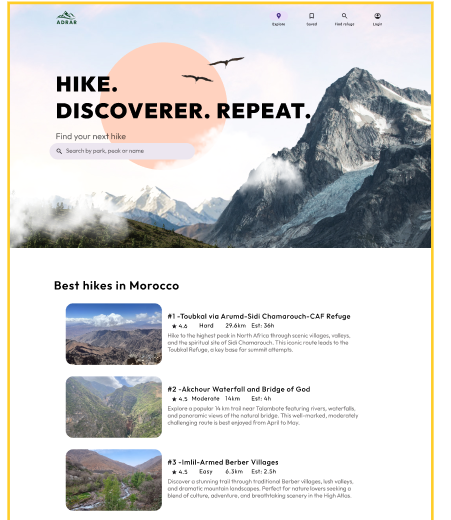 ADRAR
Explore
Saved
Find refuge
Login
HIKE.
DISCOVERER. REPEAT.
Find your next hike
Search by park, peak or name
Best hikes in Morocco
#1 -Toubkal via Arumd-Sidi Chamarouch-CAF Refuge
4.6 Hard 29.6km Est: 36h
Hike to the highest peak in North Africa through scenic villages, valleys,
and the spiritual site of Sidi Chamarouch. This iconic route leads to the
Toubkal Refuge, a key base for summit attempts.
#2 -Akchour Waterfall and Bridge of God
4.5 Moderate 14km Est: 4h
Explore a popular 14 km trail near Talambote featuring rivers, waterfalls,
and panoramic views of the natural bridge. This well-marked, moderately
challenging route is best enjoyed from April to May.
#3 -Imlil-Armed Berber Villages
4.5 Easy 6.3km Est: 2.5h
Discover a stunning trail through traditional Berber villages, lush valleys,
and dramatic mountain landscapes. Perfect for nature lovers seeking a
blend of culture, adventure, and breathtaking scenery in the High Atlas.